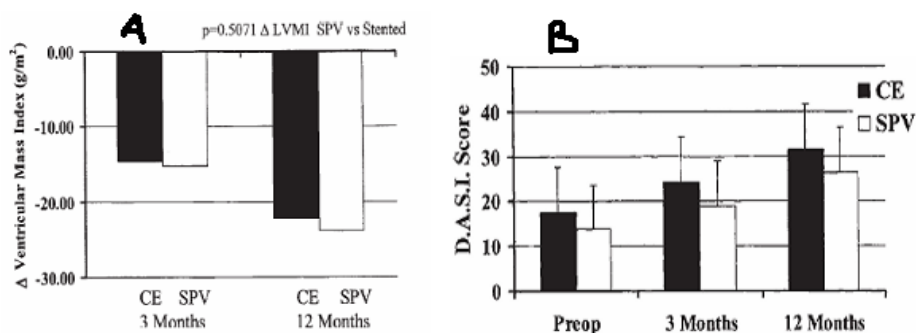 A
p=0.5071 Δ LVMI SPV vs Stented
Δ Ventricular Mass Index (g/m²)
0.00
-10.00
-20.00
-30.00
CE SPV CE SPV
3 Months 12 Months
B
D.A.S.I. Score
50
40
30
20
10
0
CE
SPV
Preop 3 Months 12 Months